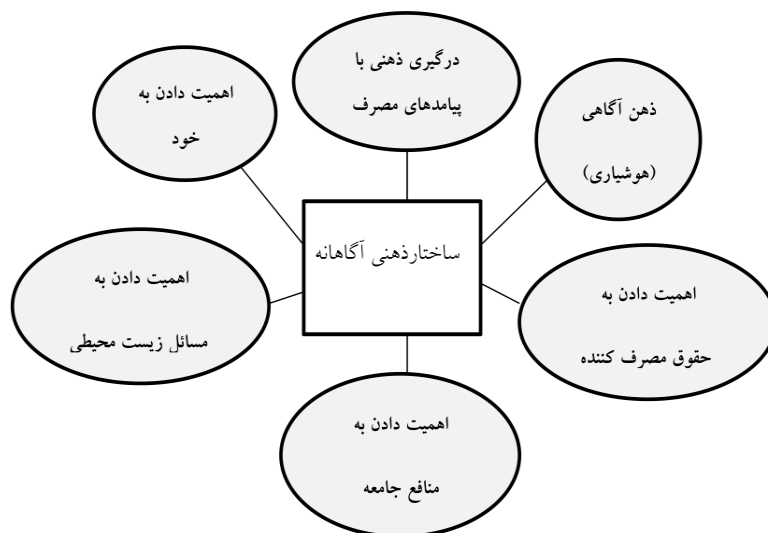 درگیری ذهنی با
پیامدهای مصرف
ذهن آگاهی
(هوشیاری)
اهمیت دادن به
خود
ساختارذهنی آگاهانه
اهمیت دادن به
حقوق مصرف کننده
اهمیت دادن به
مسائل زیست محیطی
اهمیت دادن به
منافع جامعه